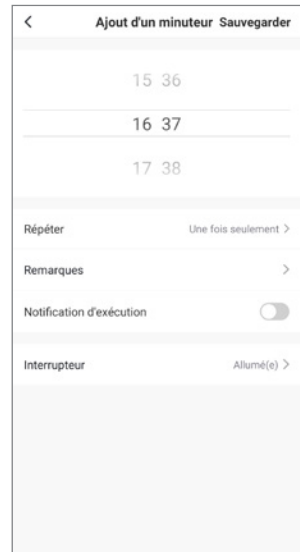 Ajout d'un minuteur Sauvegarder
15 36
16 37
17 38
Répéter Une fois seulement >
Remarques >
Notification d'exécution
Interrupteur Allumé(e) >